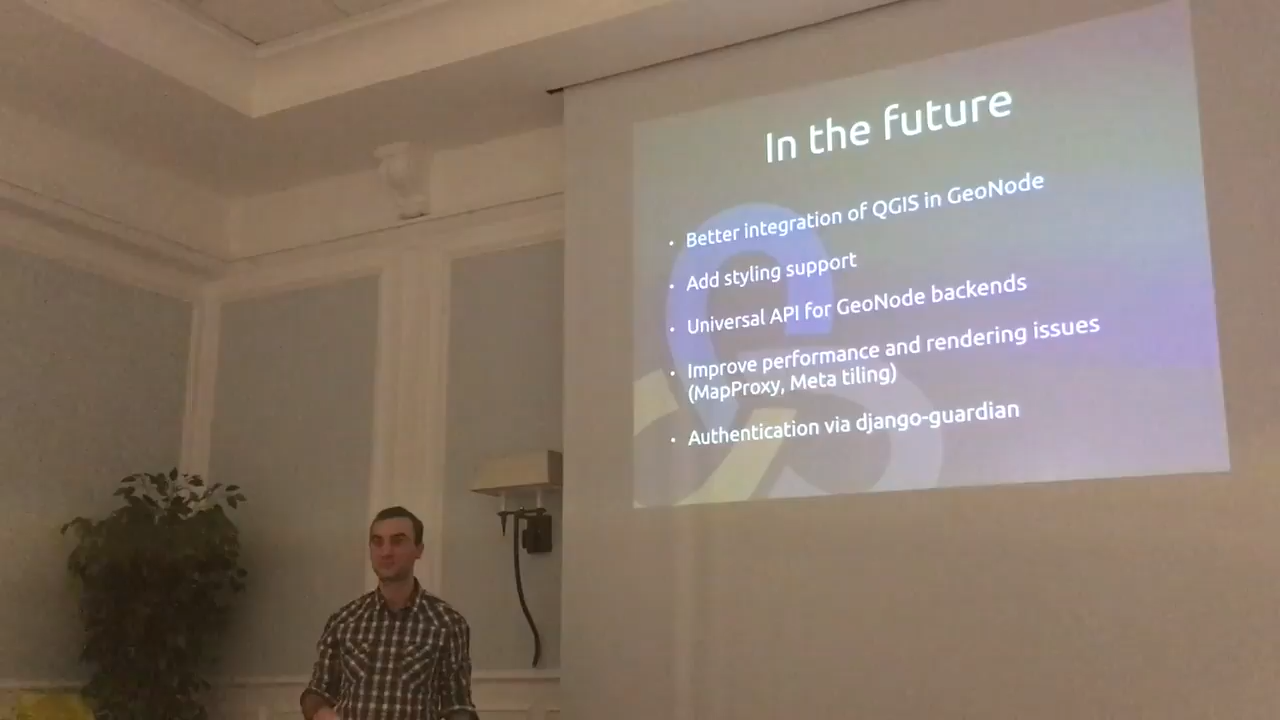 In the future
• Better integration of QGIS in GeoNode
• Add styling support
• Universal API for GeoNode backends
• Improve performance and rendering issues
(MapProxy, Meta tiling)
• Authentication via django-guardian